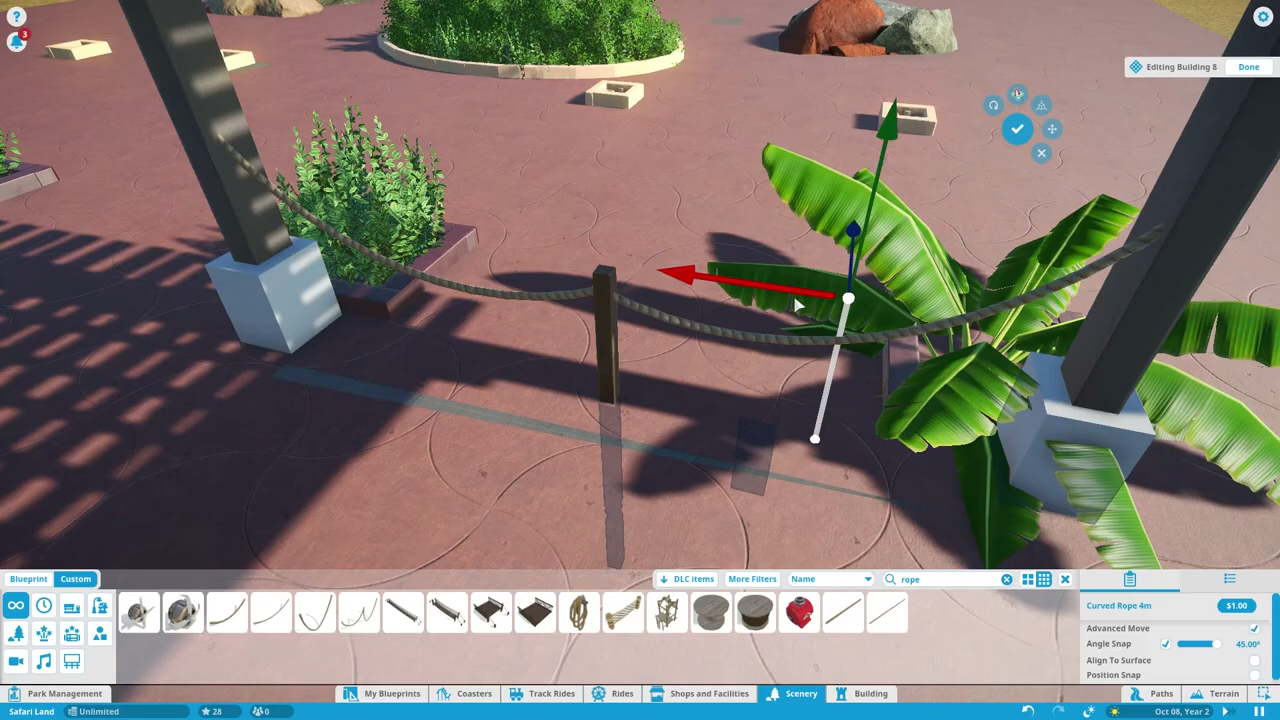 ?
3
Editing Building 8
Done
Blueprint
Custom
DLC items
More Filters
Name
rope
Curved Rope 4m
$1.00
Advanced Move
Angle Snap
45.00°
Align To Surface
Position Snap
Park Management
My Blueprints
Coasters
Track Rides
Rides
Shops and Facilities
Scenery
Building
Paths
Terrain
Safari Land
Unlimited
28
0
Oct 08, Year 2